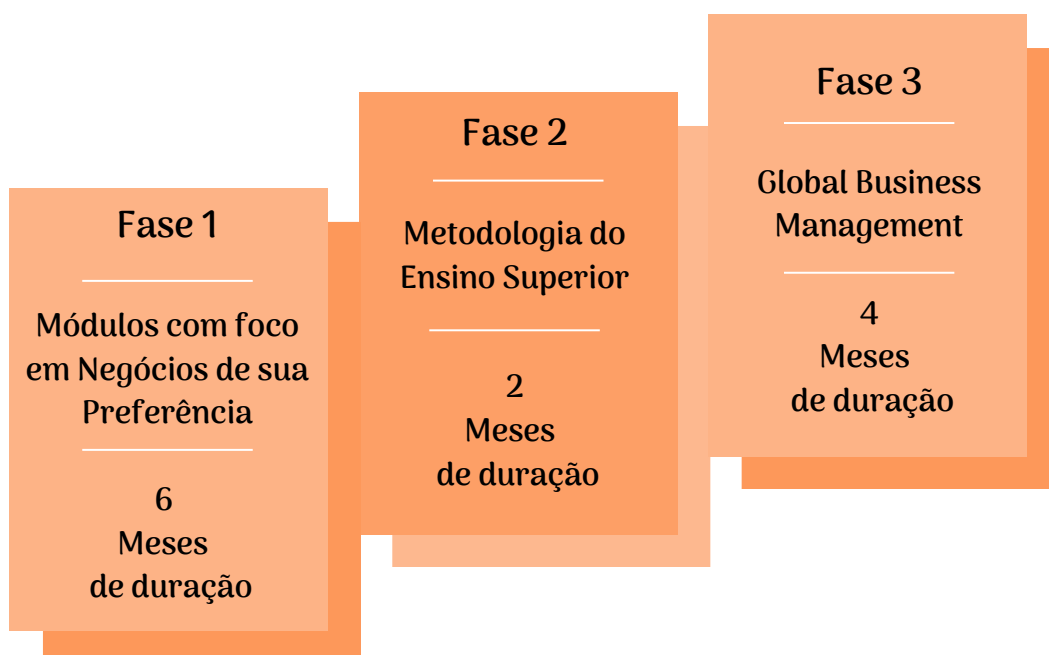 Fase 1
Módulos com foco
em Negócios de sua
Preferência
6
Meses
de duração
Fase 2
Metodologia do
Ensino Superior
2
Meses
de duração
Fase 3
Global Business
Management
4
Meses
de duração